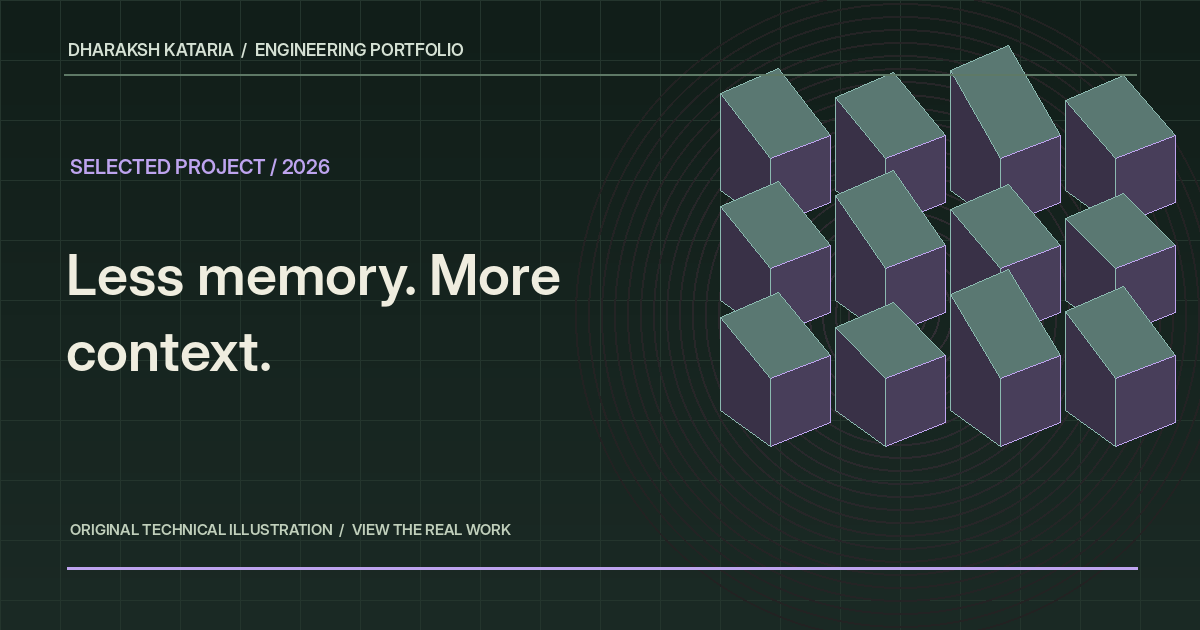 DHARAKSH KATARIA / ENGINEERING PORTFOLIO
SELECTED PROJECT / 2026
Less memory. More
context.
ORIGINAL TECHNICAL ILLUSTRATION / VIEW THE REAL WORK